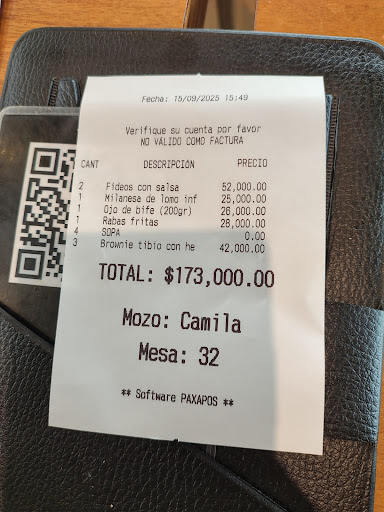 Fecha: 15/09/2025 15:49
Verifique su cuenta por favor
NO VÁLIDO COMO FACTURA
CANT DESCRIPCIÓN PRECIO
2 Fideos con salsa 52,000.00
1 Milanesa de lomo inf 25,000.00
1 Ojo de bife (200gr) 26,000.00
1 Rabas fritas 28,000.00
4 SOPA 0.00
3 Brownie tibio con he 42,000.00
TOTAL: $173,000.00
Mozo: Camila
Mesa: 32
** Software PAXAPOS **